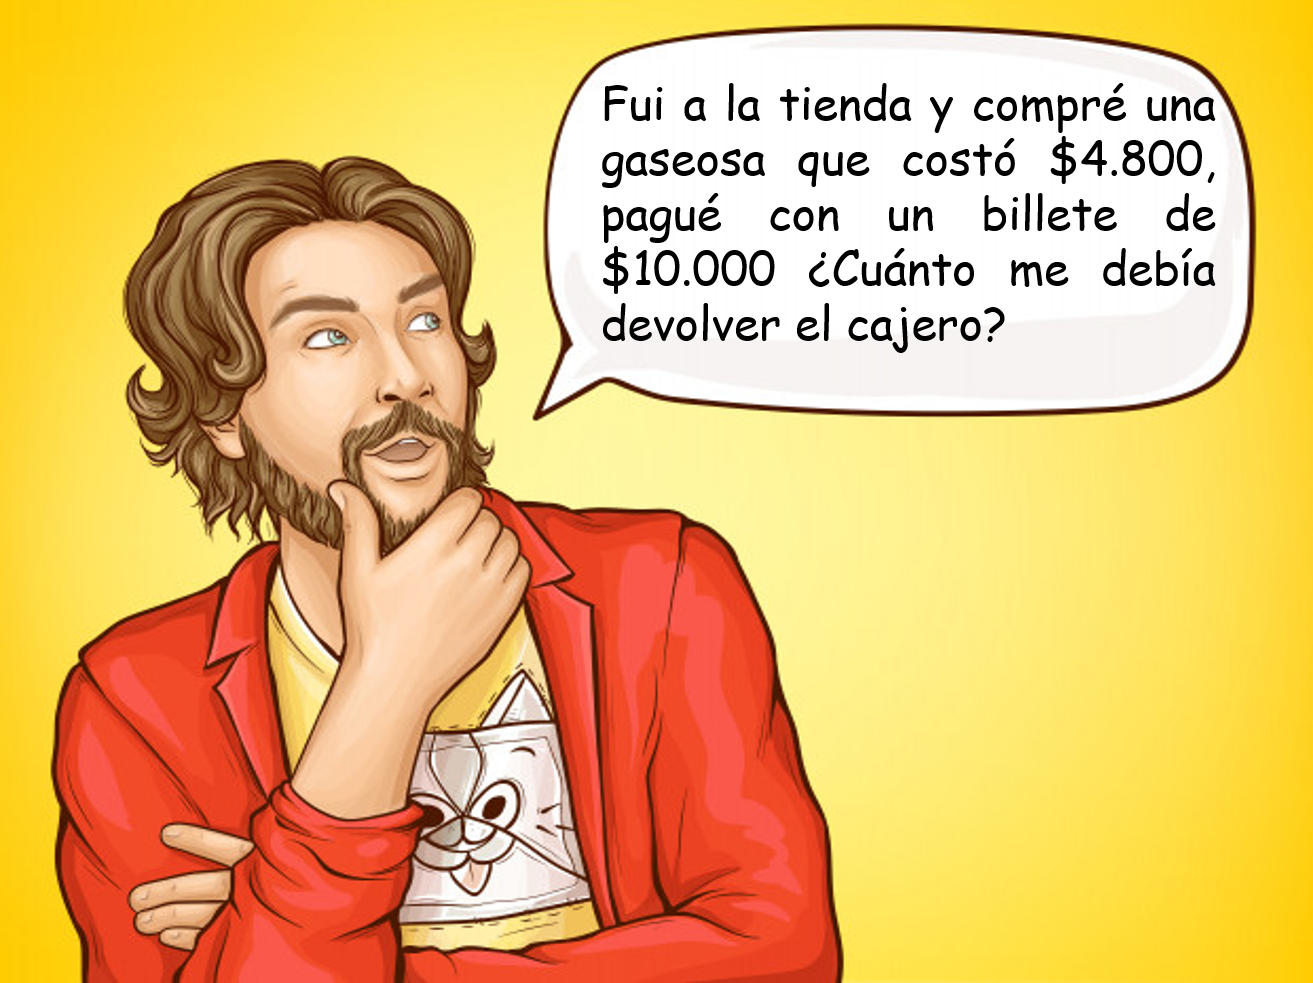 Fui a la tienda y compré una
gaseosa que costó $4.800,
pagué con un billete de
$10.000 ¿Cuánto me debía
devolver el cajero?